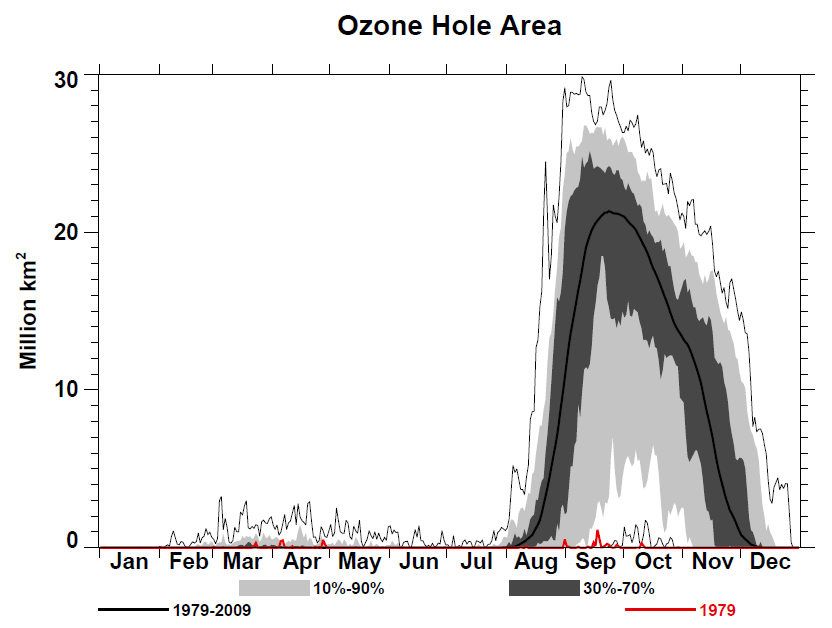 Ozone Hole Area
30
20
10
0
Million km²
Jan Feb Mar Apr May Jun Jul Aug Sep Oct Nov Dec
10%-90% 30%-70%
1979-2009 1979